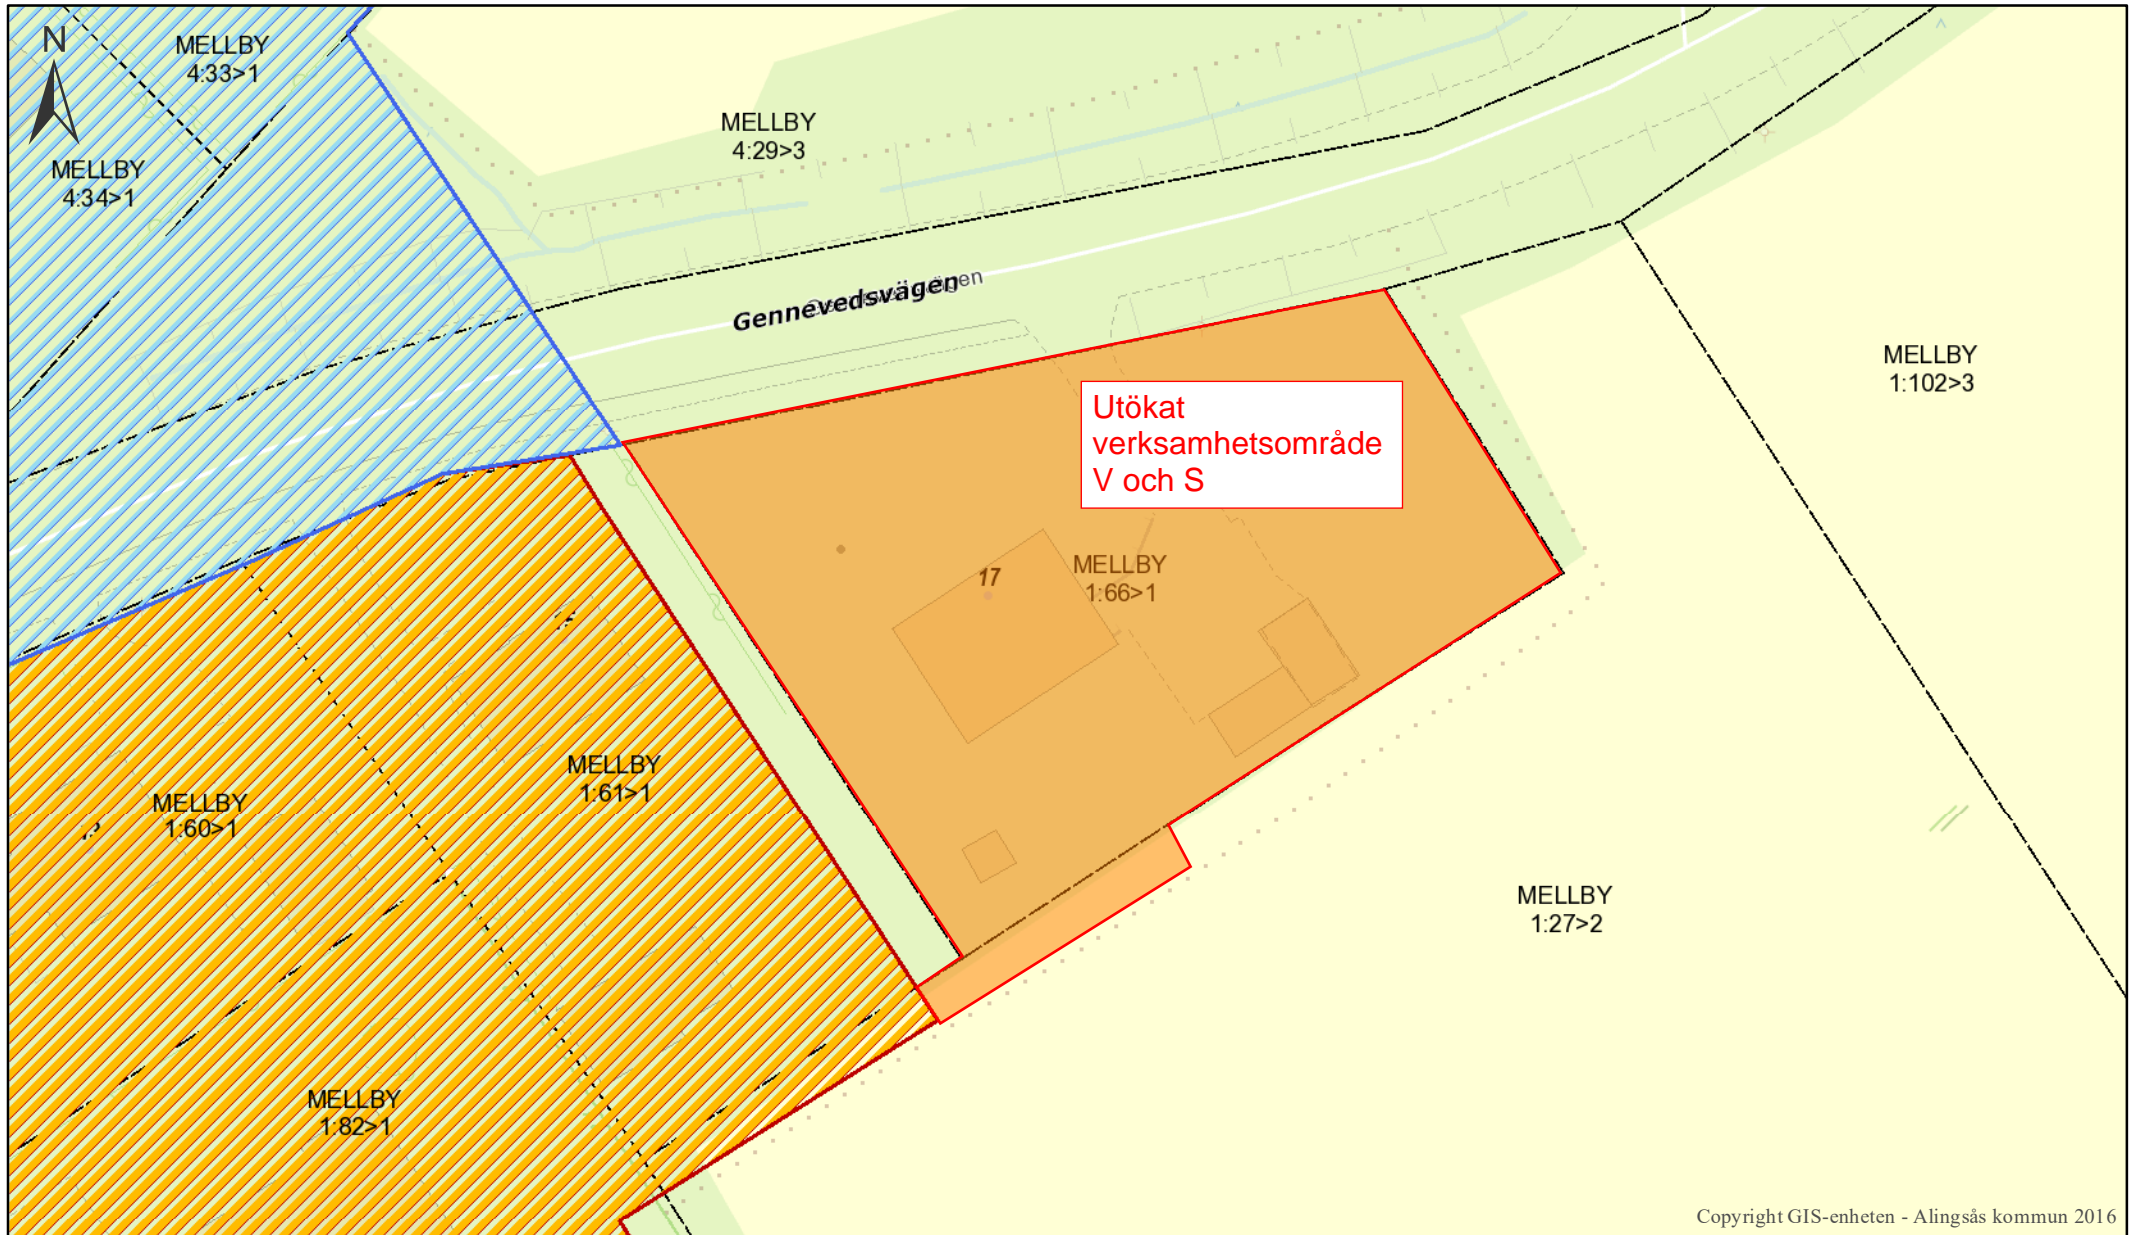 N
MELLBY
4:33>1
MELLBY
4:34>1
MELLBY
4:29>3
Gennevedsvägen
MELLBY
1:102>3
Utökat
verksamhetsområde
V och S
17
MELLBY
1:66>1
MELLBY
1:61>1
MELLBY
1:60>1
MELLBY
1:27>2
MELLBY
1:82>1
Copyright GIS-enheten - Alingsås kommun 2016